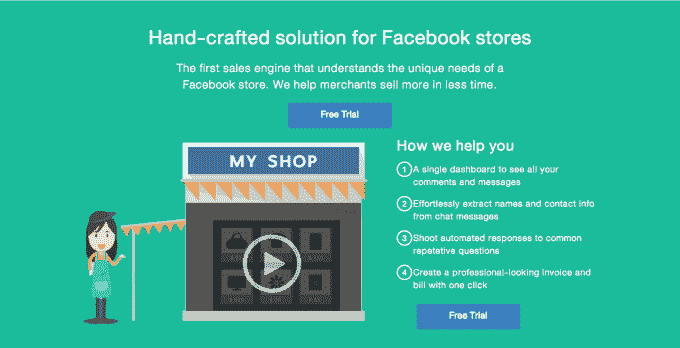 Hand-crafted solution for Facebook stores
The first sales engine that understands the unique needs of a
Facebook store. We help merchants sell more in less time.
Free Trial
MY SHOP
How we help you
1 A single dashboard to see all your
comments and messages
2 Effortlessly extract names and contact info
from chat messages
3 Shoot automated responses to common
repetetive questions
4 Create a professional-looking invoice and
bill with one click
Free Trial